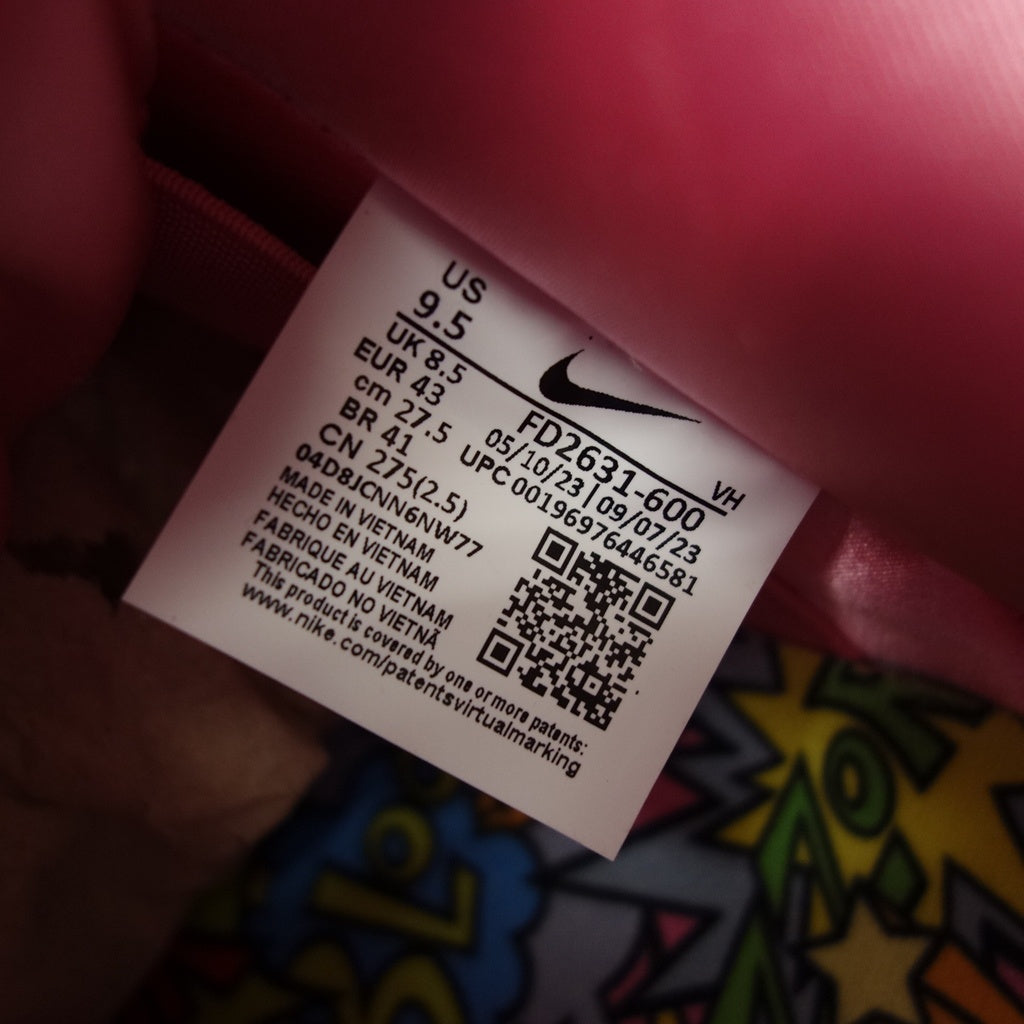 US
9.5
UK 8.5
EUR 43
cm 27.5
BR 41
CN 275(2.5)
04D8JCNN6NW77
MADE IN VIETNAM
HECHO EN VIETNAM
FABRIQUE AU VIETNAM
FABRICADO NO VIETNÃ
This product is covered by one or more patents:
www.nike.com/patentsvirtualmarking
VH
FD2631-600
05/10/23 | 09/07/23
UPC 00196976446581